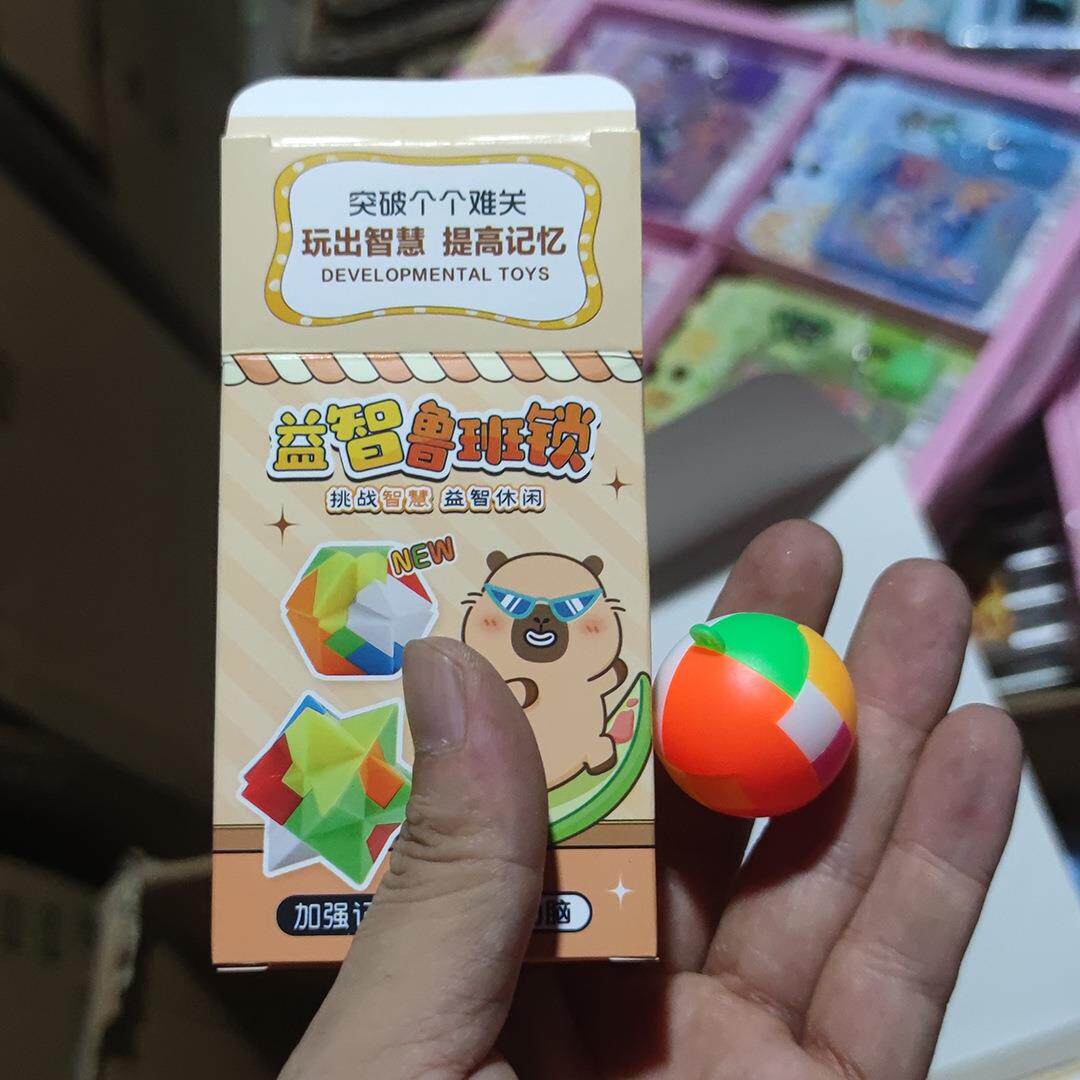 突破个个难关
玩出智慧 提高记忆
DEVELOPMENTAL TOYS
益智鲁班锁
挑战智慧 益智休闲
NEW
加强 脑